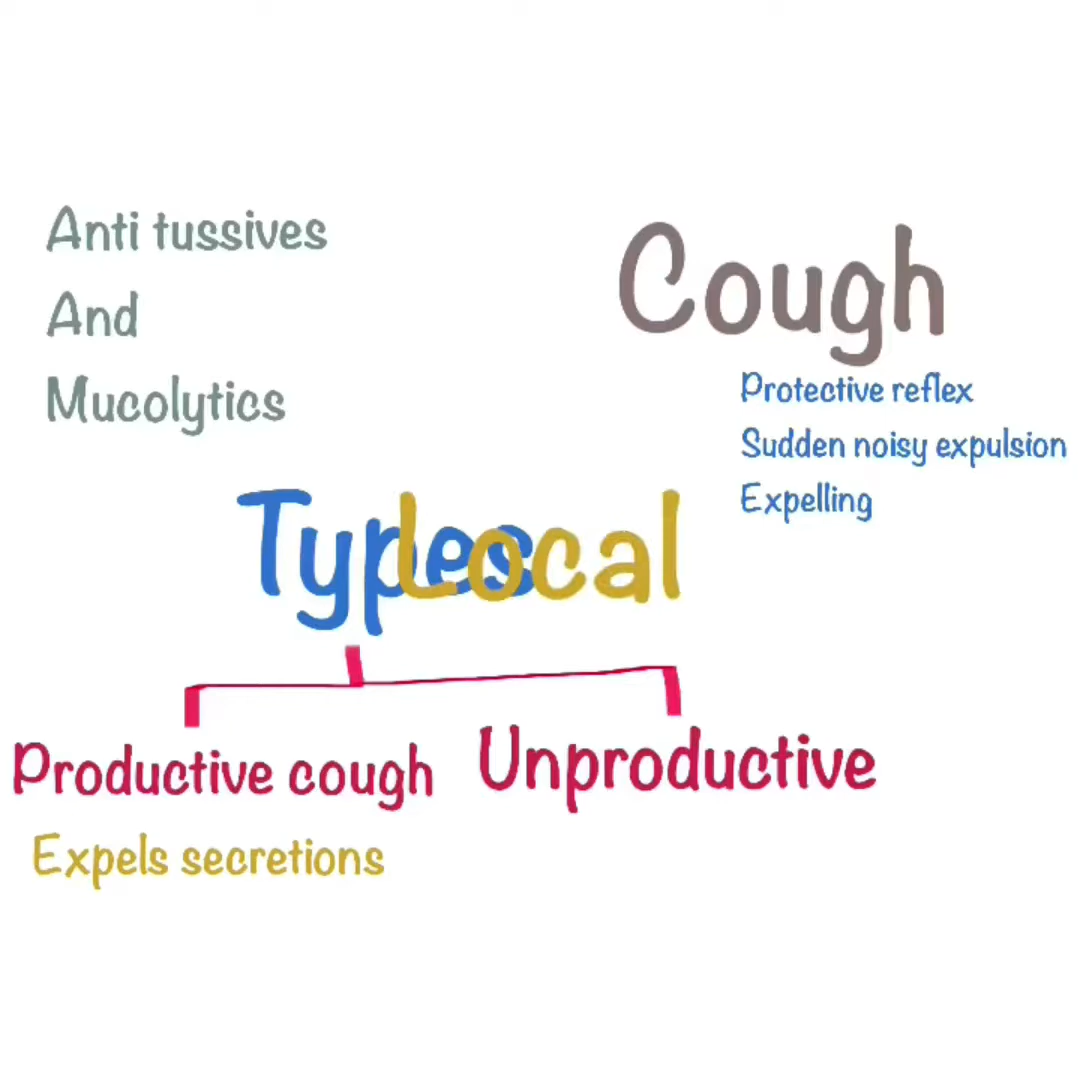 Anti tussives
And
Mucolytics
Cough
Protective reflex
Sudden noisy expulsion
Expelling
Types
Local
Productive cough
Unproductive
Expels secretions